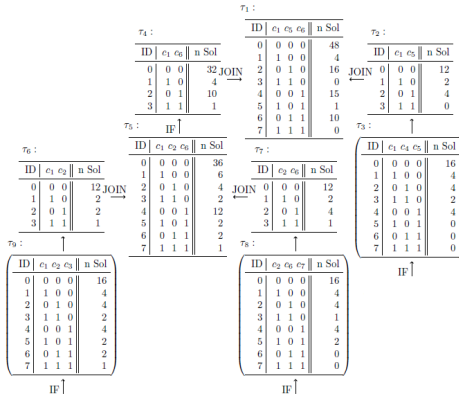 τ4 :
ID | c1 c6 || n Sol
0 | 0 0 || 32
1 | 1 0 || 4
2 | 0 1 || 10
3 | 1 1 || 1
IF ↑
JOIN →
τ1 :
ID | c1 c5 c6 || n Sol
0 | 0 0 0 || 48
1 | 1 0 0 || 4
2 | 0 1 0 || 16
3 | 1 1 0 || 0
4 | 0 0 1 || 15
5 | 1 0 1 || 1
6 | 0 1 1 || 10
7 | 1 1 1 || 0
JOIN ←
τ2 :
ID | c1 c5 || n Sol
0 | 0 0 || 12
1 | 1 0 || 2
2 | 0 1 || 4
3 | 1 1 || 0
↑
τ6 :
ID | c1 c2 || n Sol
0 | 0 0 || 12
1 | 1 0 || 2
2 | 0 1 || 2
3 | 1 1 || 1
↑
JOIN →
τ5 :
ID | c1 c2 c6 || n Sol
0 | 0 0 0 || 36
1 | 1 0 0 || 6
2 | 0 1 0 || 4
3 | 1 1 0 || 2
4 | 0 0 1 || 12
5 | 1 0 1 || 2
6 | 0 1 1 || 2
7 | 1 1 1 || 1
JOIN ←
τ7 :
ID | c2 c6 || n Sol
0 | 0 0 || 12
1 | 1 0 || 2
2 | 0 1 || 4
3 | 1 1 || 1
↑
τ3 :
ID | c1 c4 c5 || n Sol
0 | 0 0 0 || 16
1 | 1 0 0 || 4
2 | 0 1 0 || 4
3 | 1 1 0 || 2
4 | 0 0 1 || 4
5 | 1 0 1 || 0
6 | 0 1 1 || 0
7 | 1 1 1 || 0
IF ↑
τ9 :
ID | c1 c2 c3 || n Sol
0 | 0 0 0 || 16
1 | 1 0 0 || 4
2 | 0 1 0 || 4
3 | 1 1 0 || 2
4 | 0 0 1 || 4
5 | 1 0 1 || 2
6 | 0 1 1 || 2
7 | 1 1 1 || 1
IF ↑
τ8 :
ID | c2 c6 c7 || n Sol
0 | 0 0 0 || 16
1 | 1 0 0 || 4
2 | 0 1 0 || 4
3 | 1 1 0 || 1
4 | 0 0 1 || 4
5 | 1 0 1 || 2
6 | 0 1 1 || 0
7 | 1 1 1 || 0
IF ↑